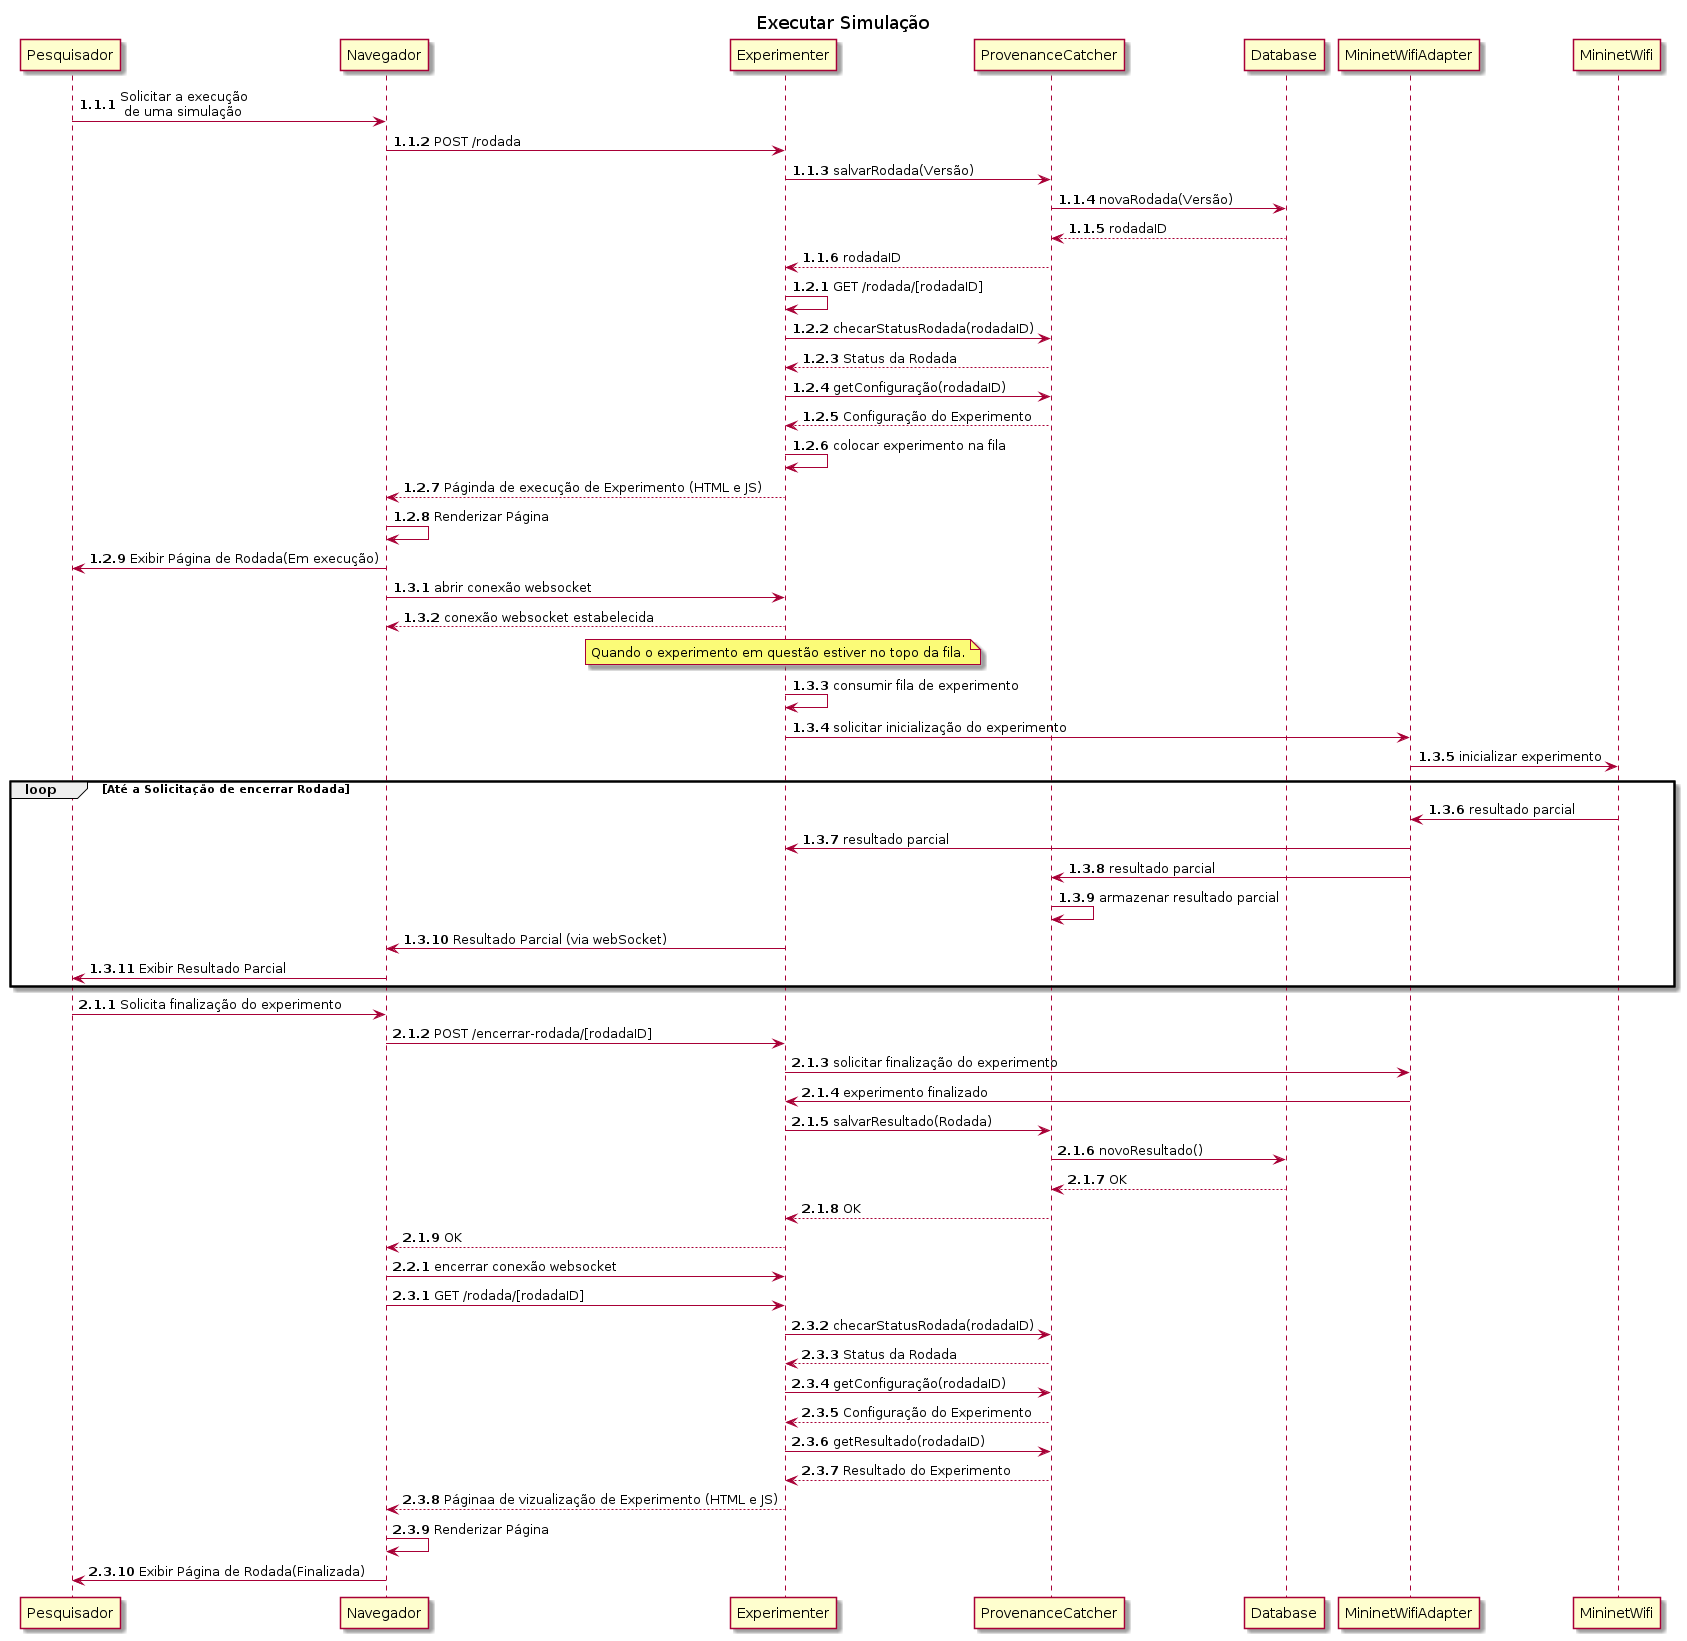 Executar Simulação
Pesquisador Navegador Experimenter ProvenanceCatcher Database MininetWifiAdapter MininetWifi
1.1.1 Solicitar a execução
de uma simulação
1.1.2 POST /rodada
1.1.3 salvarRodada(Versão)
1.1.4 novaRodada(Versão)
1.1.5 rodadaID
1.1.6 rodadaID
1.2.1 GET /rodada/[rodadaID]
1.2.2 checarStatusRodada(rodadaID)
1.2.3 Status da Rodada
1.2.4 getConfiguração(rodadaID)
1.2.5 Configuração do Experimento
1.2.6 colocar experimento na fila
1.2.7 Páginda de execução de Experimento (HTML e JS)
1.2.8 Renderizar Página
1.2.9 Exibir Página de Rodada(Em execução)
1.3.1 abrir conexão websocket
1.3.2 conexão websocket estabelecida
Quando o experimento em questão estiver no topo da fila.
1.3.3 consumir fila de experimento
1.3.4 solicitar inicialização do experimento
1.3.5 inicializar experimento
loop [Até a Solicitação de encerrar Rodada]
1.3.6 resultado parcial
1.3.7 resultado parcial
1.3.8 resultado parcial
1.3.9 armazenar resultado parcial
1.3.10 Resultado Parcial (via webSocket)
1.3.11 Exibir Resultado Parcial
2.1.1 Solicita finalização do experimento
2.1.2 POST /encerrar-rodada/[rodadaID]
2.1.3 solicitar finalização do experimento
2.1.4 experimento finalizado
2.1.5 salvarResultado(Rodada)
2.1.6 novoResultado()
2.1.7 OK
2.1.8 OK
2.1.9 OK
2.2.1 encerrar conexão websocket
2.3.1 GET /rodada/[rodadaID]
2.3.2 checarStatusRodada(rodadaID)
2.3.3 Status da Rodada
2.3.4 getConfiguração(rodadaID)
2.3.5 Configuração do Experimento
2.3.6 getResultado(rodadaID)
2.3.7 Resultado do Experimento
2.3.8 Páginaa de vizualização de Experimento (HTML e JS)
2.3.9 Renderizar Página
2.3.10 Exibir Página de Rodada(Finalizada)
Pesquisador Navegador Experimenter ProvenanceCatcher Database MininetWifiAdapter MininetWifi